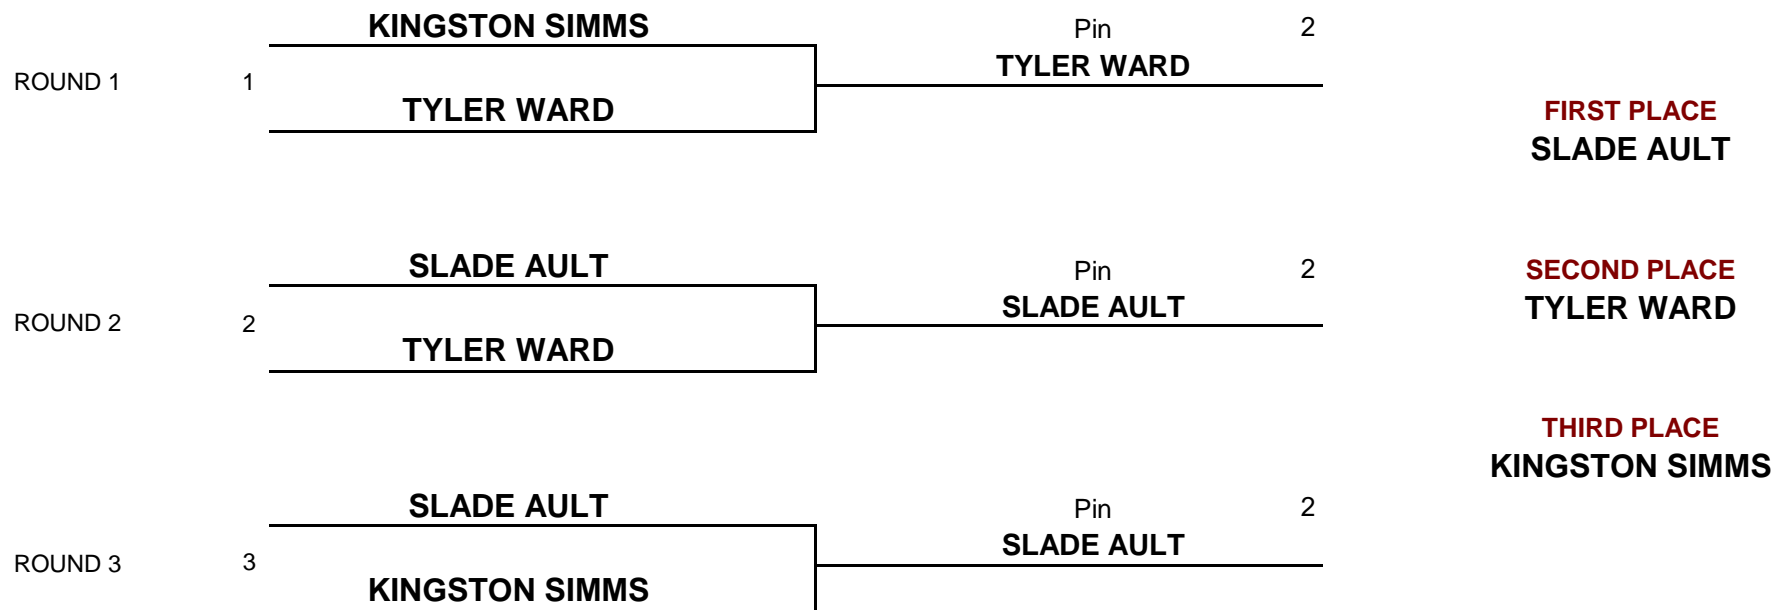 KINGSTON SIMMS
Pin 2
TYLER WARD
ROUND 1 1
TYLER WARD
FIRST PLACE
SLADE AULT
SLADE AULT
Pin 2
SECOND PLACE
SLADE AULT
TYLER WARD
ROUND 2 2
TYLER WARD
THIRD PLACE
KINGSTON SIMMS
SLADE AULT
Pin 2
SLADE AULT
ROUND 3 3
KINGSTON SIMMS